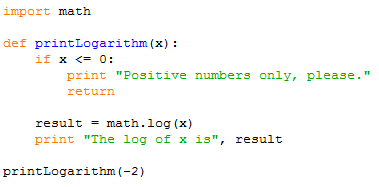 import math
def printLogarithm(x):
    if x <= 0:
        print "Positive numbers only, please."
        return
    result = math.log(x)
    print "The log of x is", result
printLogarithm(-2)